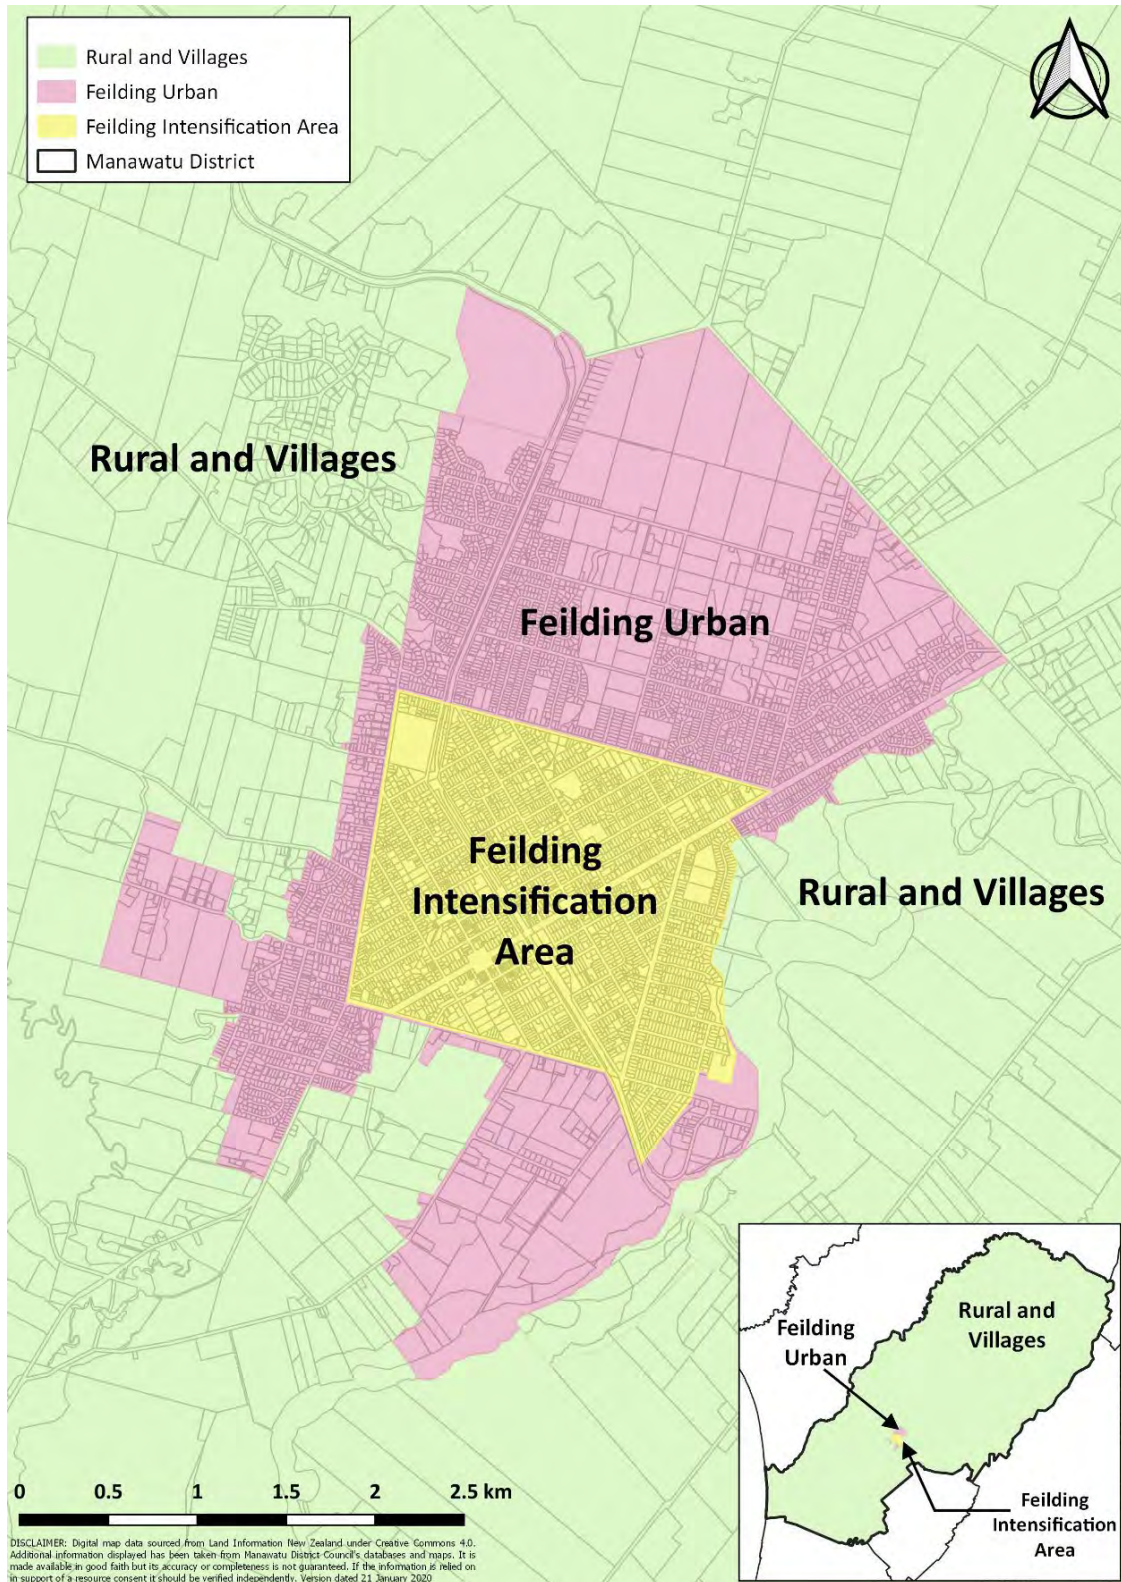 Rural and Villages
Feilding Urban
Feilding Intensification Area
Manawatu District
Rural and Villages
Feilding Urban
Feilding
Intensification
Area
Rural and Villages
Rural and
Villages
Feilding
Urban
Feilding
Intensification
Area
0 0.5 1 1.5 2 2.5 km
DISCLAIMER: Digital map data sourced from Land Information New Zealand under Creative Commons 4.0.
Additional information displayed has been taken from Manawatu District Council's databases and maps. It is
made available in good faith but its accuracy or completeness is not guaranteed. If the information is relied on
in support of a resource consent it should be verified independently. Version dated 21 January 2020